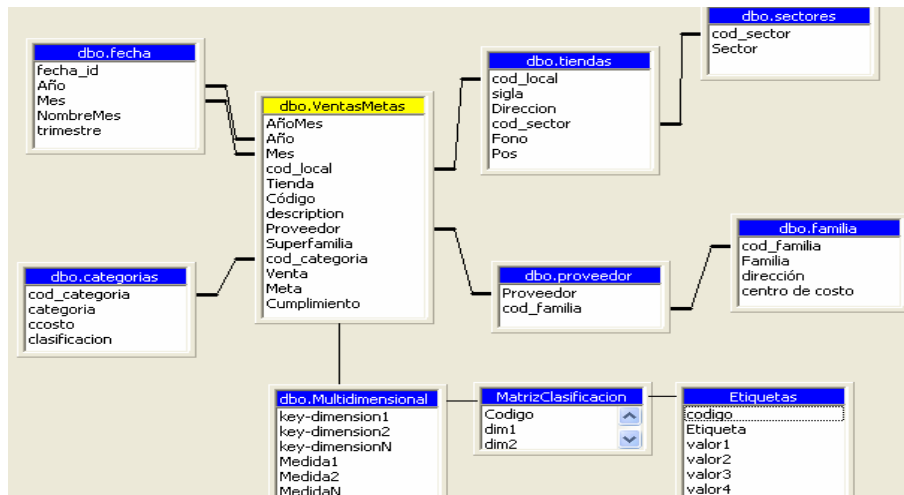 dbo.sectores
cod_sector
Sector
dbo.fecha
fecha_id
Año
Mes
NombreMes
trimestre
dbo.tiendas
cod_local
sigla
Direccion
cod_sector
Fono
Pos
dbo.VentasMetas
AñoMes
Año
Mes
cod_local
Tienda
Código
description
Proveedor
Superfamilia
cod_categoria
Venta
Meta
Cumplimiento
dbo.familia
cod_familia
Familia
dirección
centro de costo
dbo.categorias
cod_categoria
categoria
ccosto
clasificacion
dbo.proveedor
Proveedor
cod_familia
dbo.Multidimensional
key-dimension1
key-dimension2
key-dimensionN
Medida1
Medida2
MedidaN
MatrizClasificacion
Codigo
dim1
dim2
Etiquetas
codigo
Etiqueta
valor1
valor2
valor3
valor4